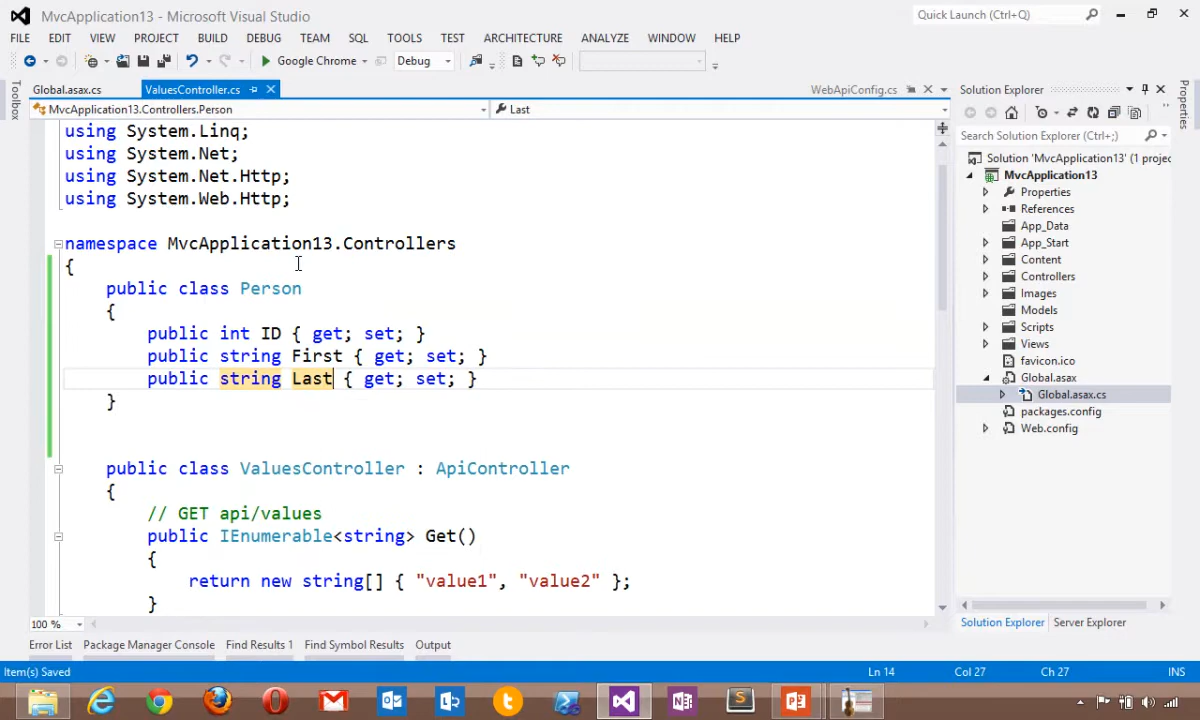 MvcApplication13 - Microsoft Visual Studio
Quick Launch (Ctrl+Q)
FILE EDIT VIEW PROJECT BUILD DEBUG TEAM SQL TOOLS TEST ARCHITECTURE ANALYZE WINDOW HELP
Google Chrome Debug
Toolbox
Global.asax.cs ValuesController.cs WebApiConfig.cs
MvcApplication13.Controllers.Person Last
using System.Linq;
using System.Net;
using System.Net.Http;
using System.Web.Http;
namespace MvcApplication13.Controllers
{
public class Person
{
public int ID { get; set; }
public string First { get; set; }
public string Last { get; set; }
}
public class ValuesController : ApiController
{
// GET api/values
public IEnumerable<string> Get()
{
return new string[] { "value1", "value2" };
}
100 %
Solution Explorer
Search Solution Explorer (Ctrl+;)
Solution 'MvcApplication13' (1 projec
MvcApplication13
Properties
References
App_Data
App_Start
Content
Controllers
Images
Models
Scripts
Views
favicon.ico
Global.asax
Global.asax.cs
packages.config
Web.config
Solution Explorer Server Explorer
Properties
Error List Package Manager Console Find Results 1 Find Symbol Results Output
Item(s) Saved Ln 14 Col 27 Ch 27 INS